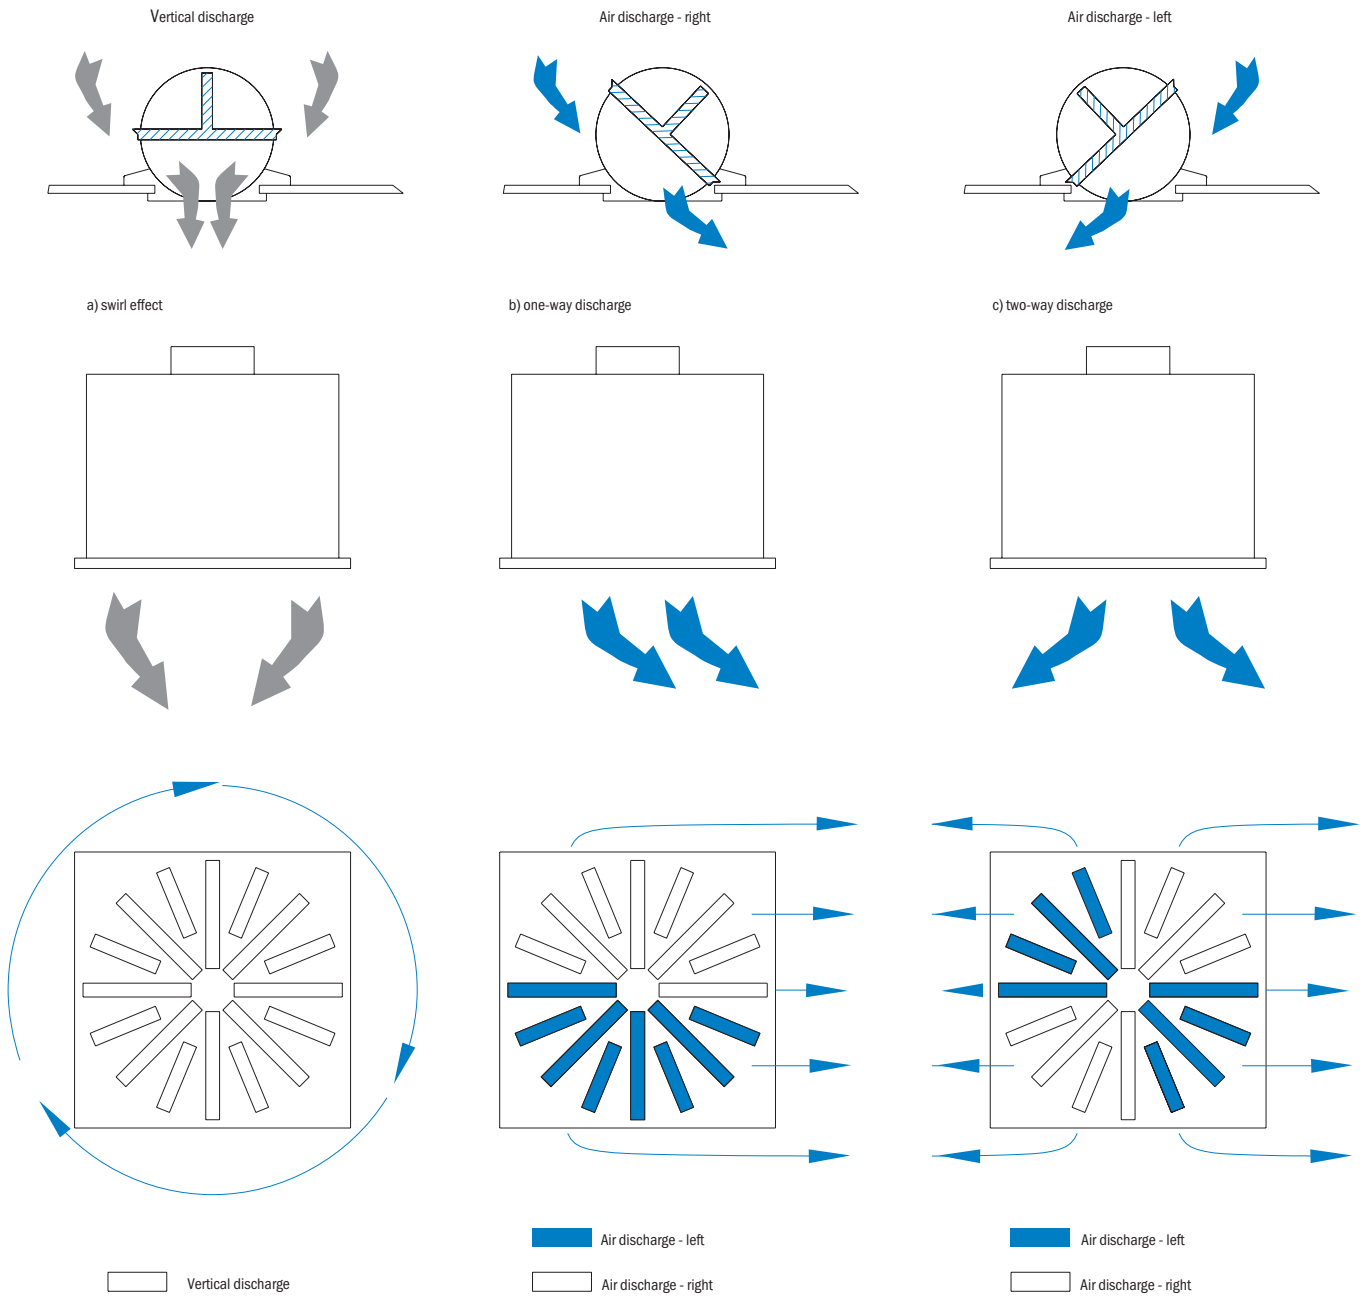 Vertical discharge
Air discharge - right
Air discharge - left
a) swirl effect
b) one-way discharge
c) two-way discharge
Air discharge - left
Air discharge - left
Vertical discharge
Air discharge - right
Air discharge - right